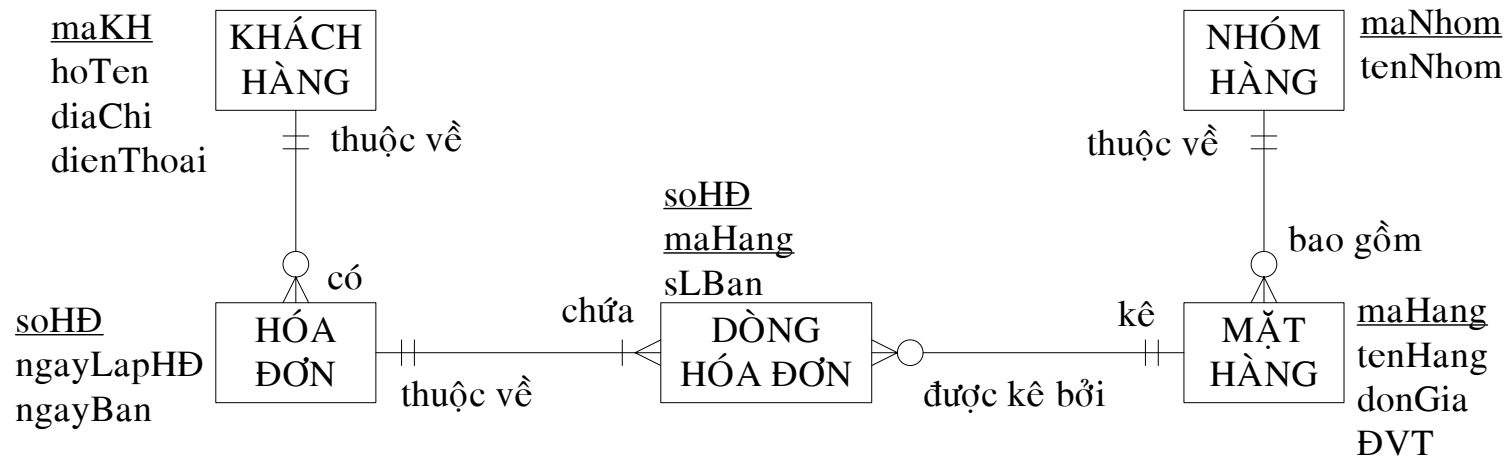 maKH
hoTen
diaChi
dienThoai
KHÁCH
HÀNG
NHÓM
HÀNG
maNhom
tenNhom
thuộc về
thuộc về
soHĐ
maHang
sLBan
bao gồm
có
chứa
kê
soHĐ
ngayLapHĐ
ngayBan
HÓA
ĐƠN
DÒNG
HÓA ĐƠN
MẶT
HÀNG
maHang
tenHang
donGia
ĐVT
thuộc về
được kê bởi